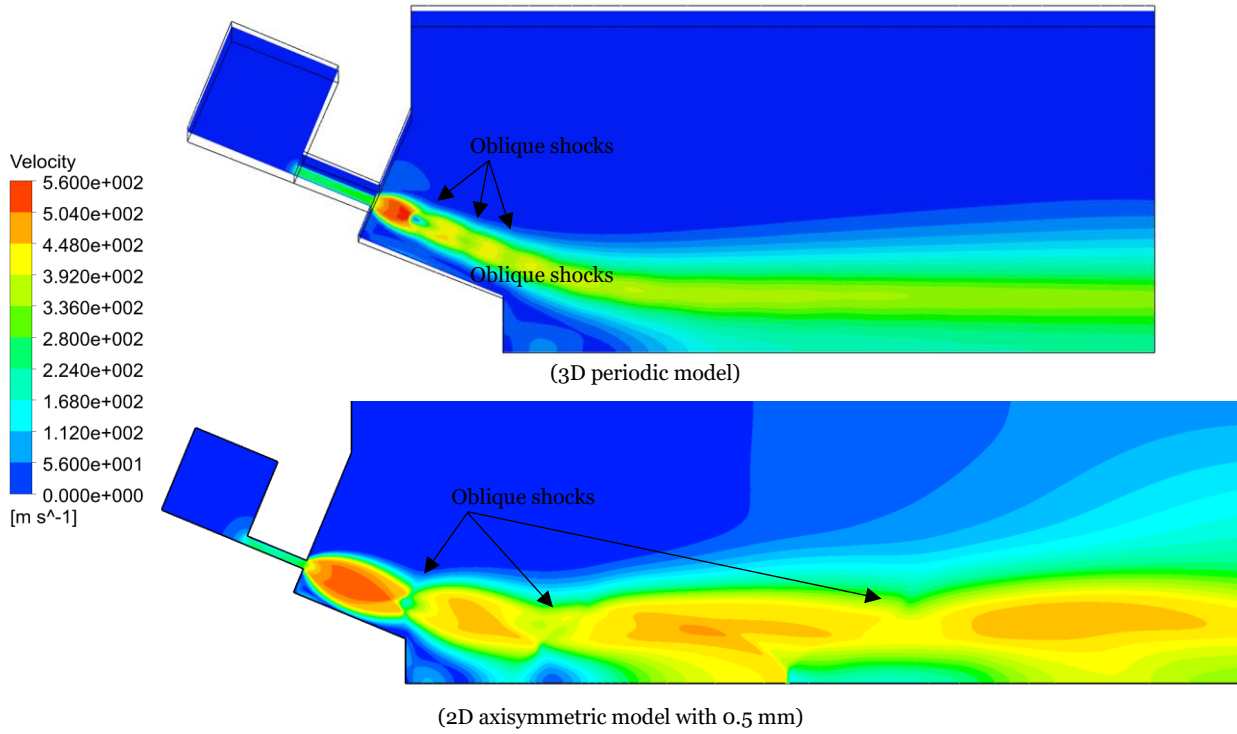 Oblique shocks
Velocity
5.600e+002
5.040e+002
4.480e+002
3.920e+002
3.360e+002
2.800e+002
2.240e+002
1.680e+002
1.120e+002
5.600e+001
0.000e+000
[m s^-1]
Oblique shocks
(3D periodic model)
Oblique shocks
(2D axisymmetric model with 0.5 mm)